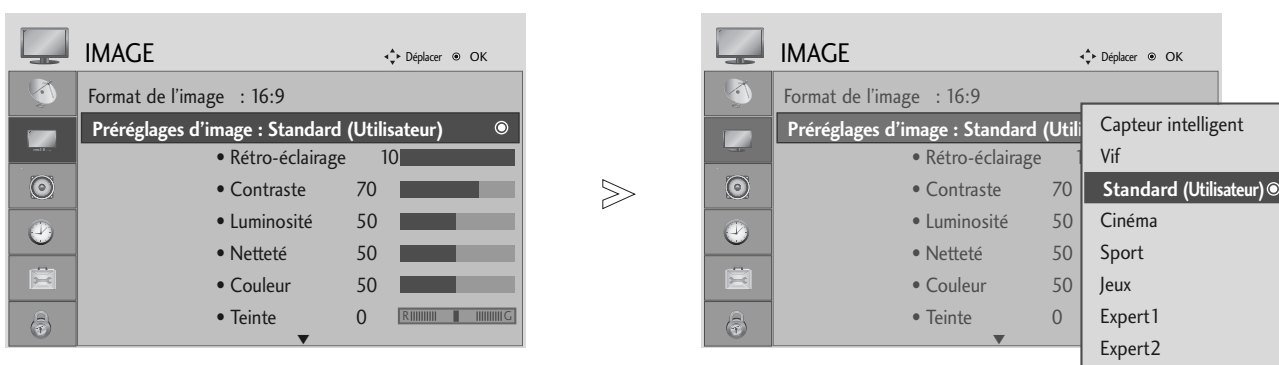 IMAGE
Déplacer OK
Format de l'image : 16:9
Préréglages d'image : Standard (Utilisateur)
• Rétro-éclairage 10
• Contraste 70
• Luminosité 50
• Netteté 50
• Couleur 50
• Teinte 0 R G
IMAGE
Déplacer OK
Format de l'image : 16:9
Préréglages d'image : Standard (Utili
• Rétro-éclairage 1
• Contraste 70
• Luminosité 50
• Netteté 50
• Couleur 50
• Teinte 0
Capteur intelligent
Vif
Standard (Utilisateur)
Cinéma
Sport
Jeux
Expert1
Expert2